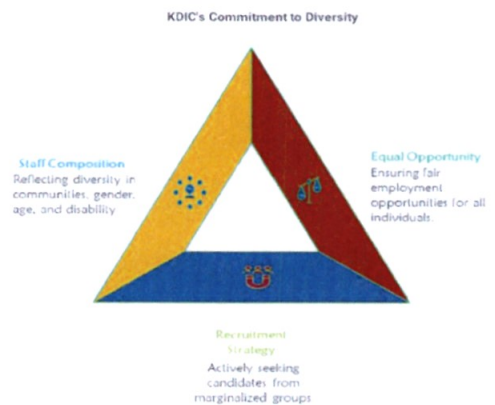 KDIC's Commitment to Diversity
Staff Composition
Reflecting diversity in
communities, gender,
age, and disability
Equal Opportunity
Ensuring fair
employment
opportunities for all
individuals.
Recruitment
Strategy
Actively seeking
candidates from
marginalized groups